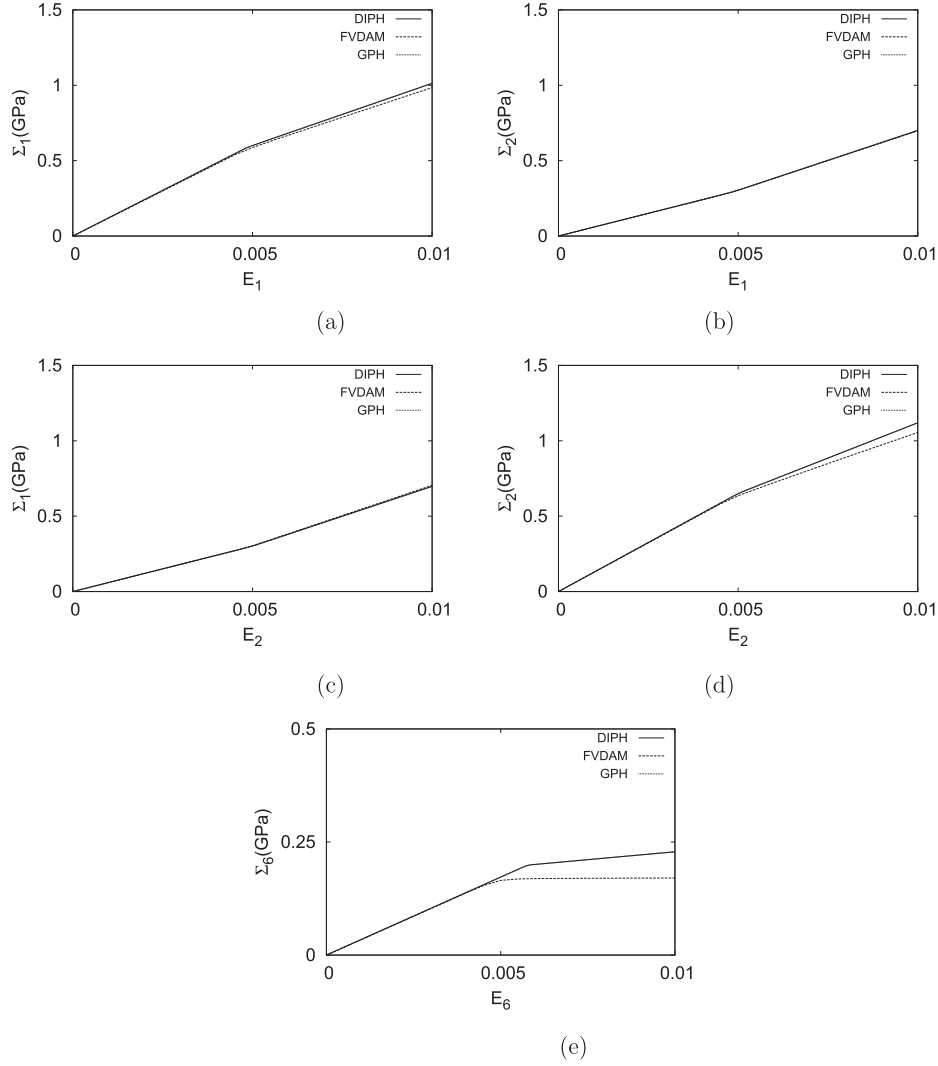 1.5
1
0.5
0
Σ1(GPa)
DIPH
FVDAM
GPH
0 0.005 0.01
E1
(a)
1.5
1
0.5
0
Σ2(GPa)
DIPH
FVDAM
GPH
0 0.005 0.01
E1
(b)
1.5
1
0.5
0
Σ1(GPa)
DIPH
FVDAM
GPH
0 0.005 0.01
E2
(c)
1.5
1
0.5
0
Σ2(GPa)
DIPH
FVDAM
GPH
0 0.005 0.01
E2
(d)
0.5
0.25
0
Σ6(GPa)
DIPH
FVDAM
GPH
0 0.005 0.01
E6
(e)